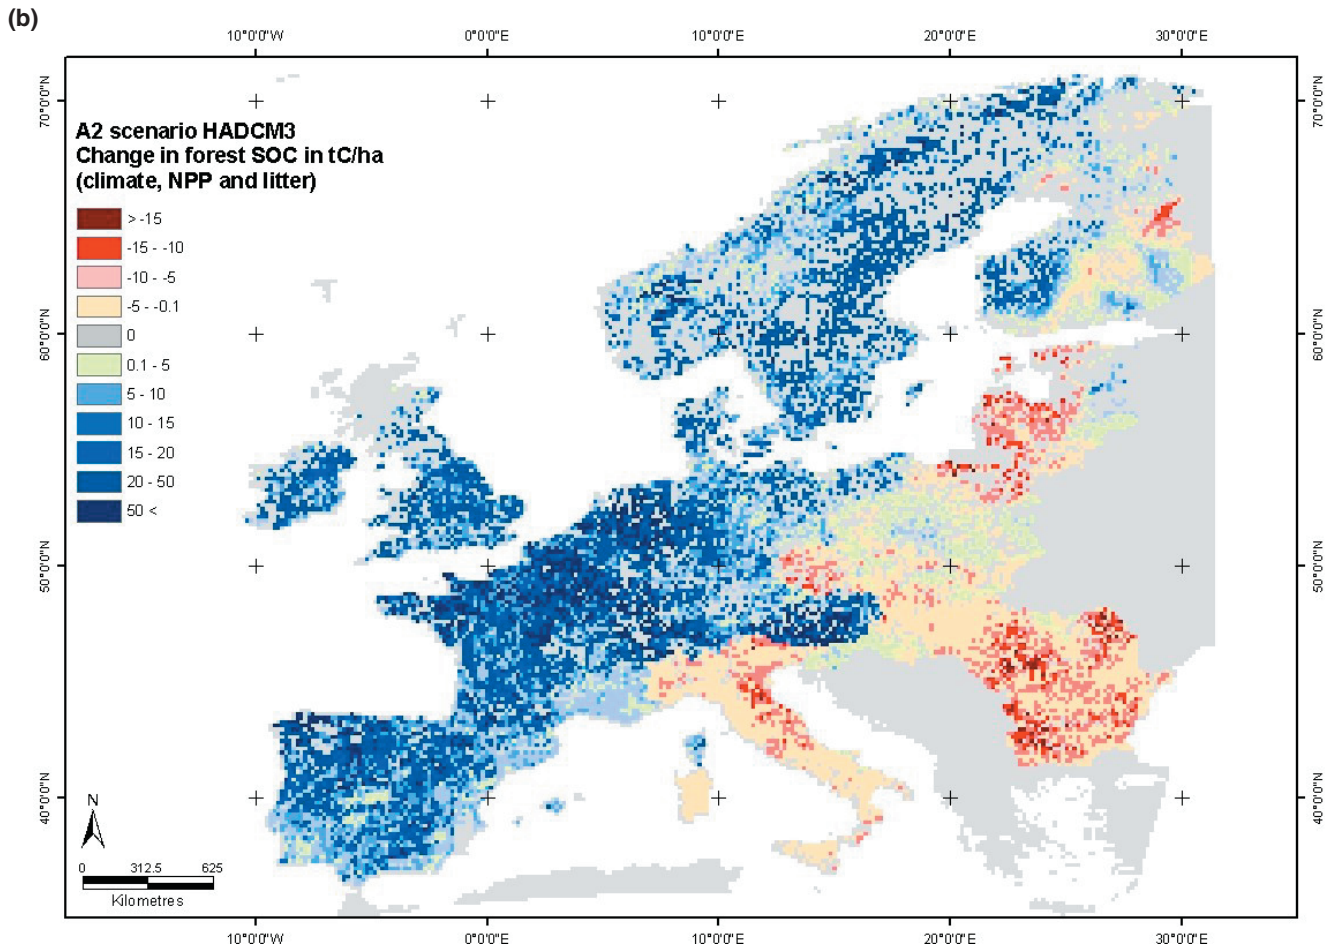 (b)
10°0'0"W 0°0'0"E 10°0'0"E 20°0'0"E 30°0'0"E
70°0'0"N 70°0'0"N
A2 scenario HADCM3
Change in forest SOC in tC/ha
(climate, NPP and litter)
> -15
-15 - -10
-10 - -5
-5 - -0.1
0
0.1 - 5
5 - 10
10 - 15
15 - 20
20 - 50
50 <
60°0'0"N 60°0'0"N
50°0'0"N 50°0'0"N
40°0'0"N 40°0'0"N
N
0 312.5 625
Kilometres
10°0'0"W 0°0'0"E 10°0'0"E 20°0'0"E 30°0'0"E